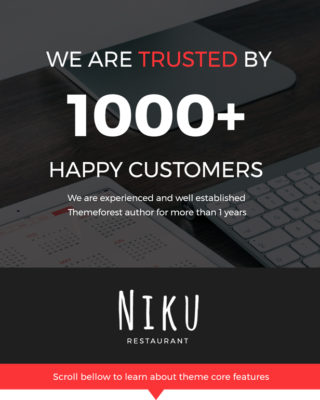 WE ARE TRUSTED BY
1000+
HAPPY CUSTOMERS
We are experienced and well established
Themeforest author for more than 1 years
NIKU
RESTAURANT
Scroll bellow to learn about theme core features